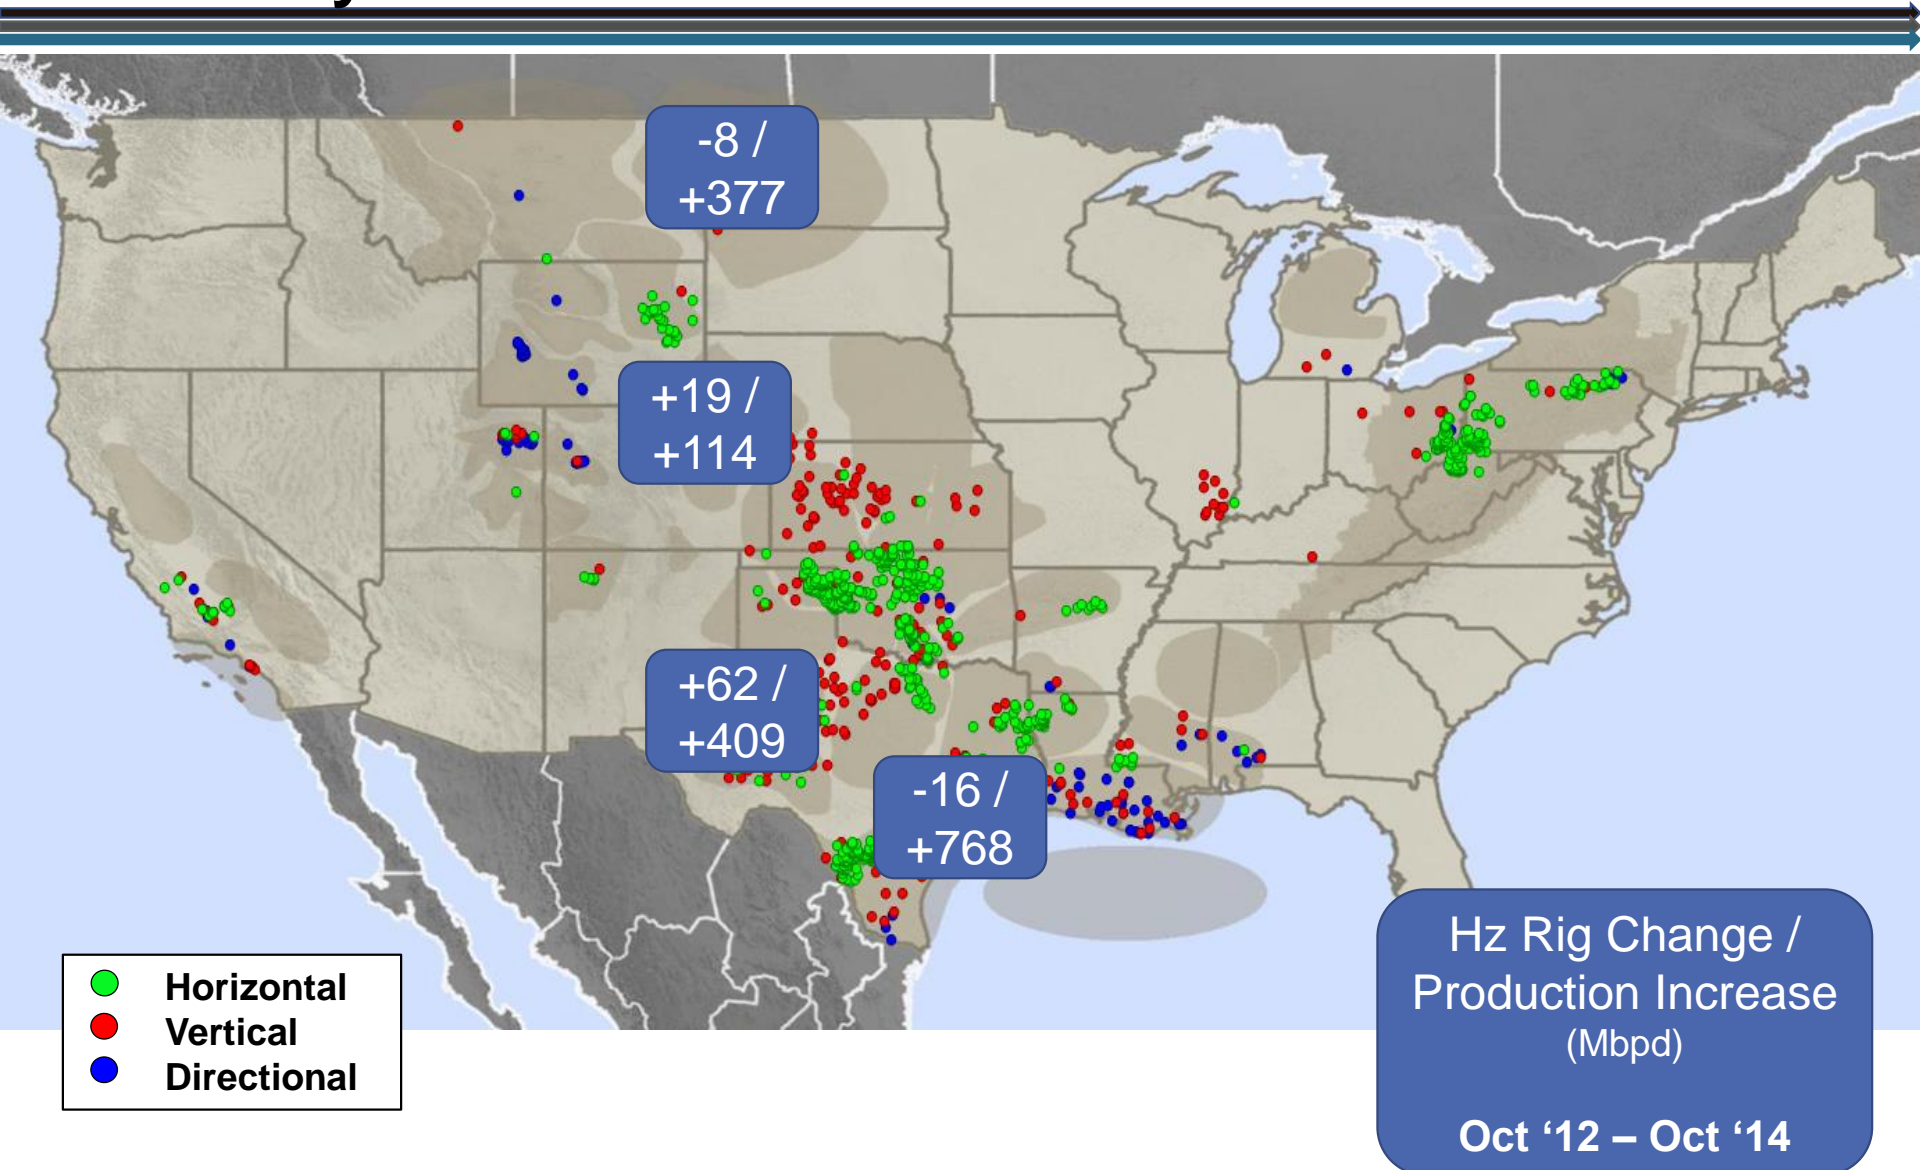 -8 /
+377
+19 /
+114
+62 /
+409
-16 /
+768
Horizontal
Vertical
Directional
Hz Rig Change /
Production Increase
(Mbpd)
Oct ‘12 – Oct ‘14